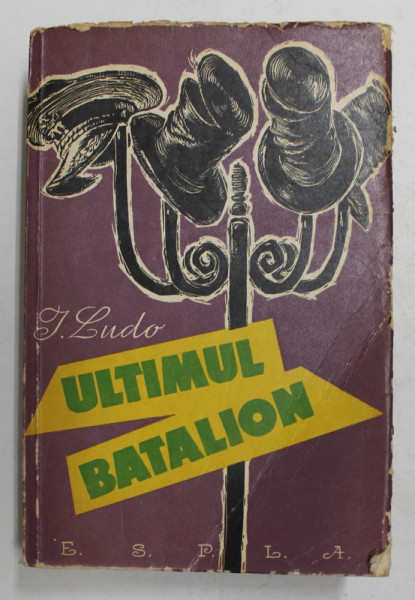 I. Ludo
ULTIMUL
BATALION
E. S. P. L. A.